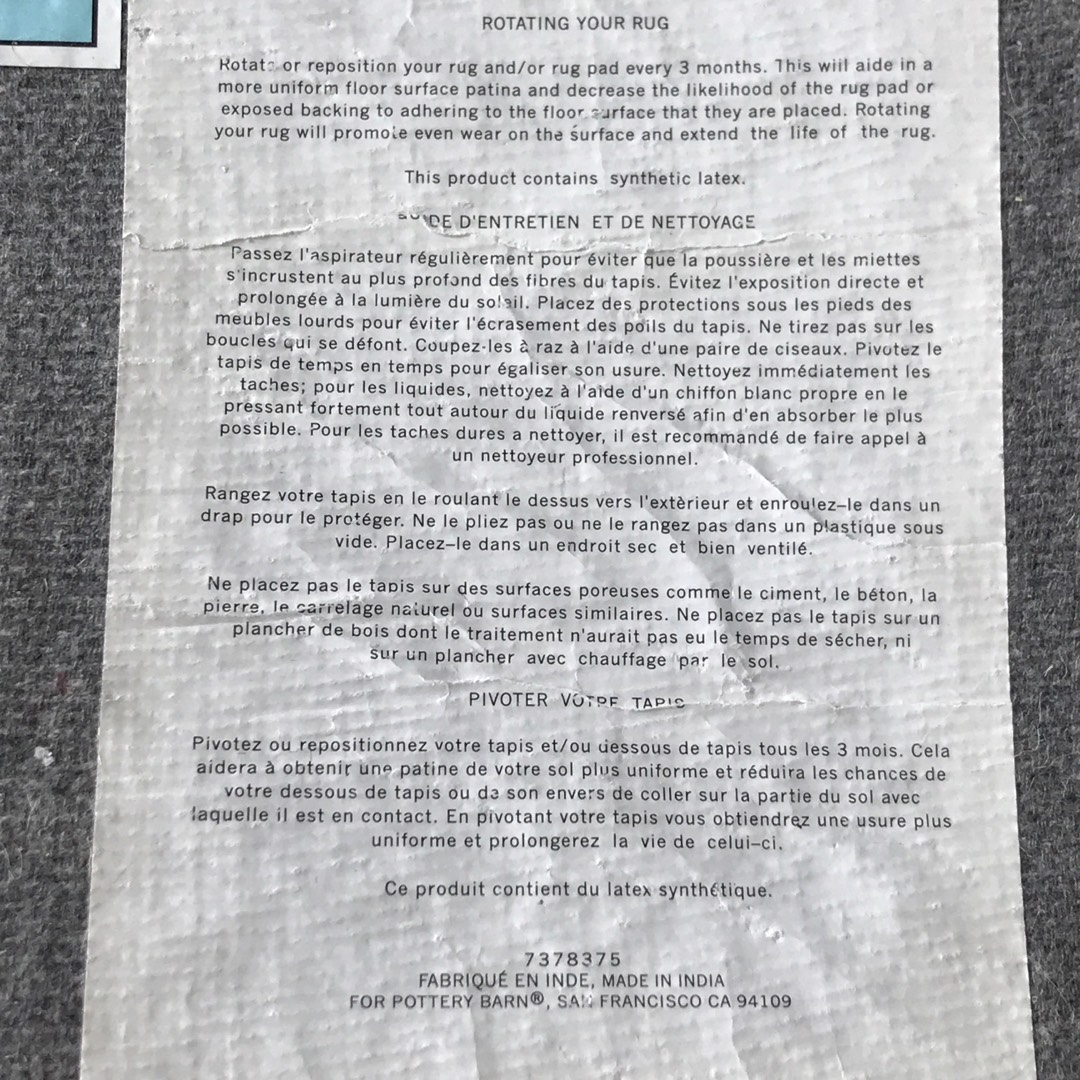 ROTATING YOUR RUG
Rotate or reposition your rug and/or rug pad every 3 months. This will aide in a
more uniform floor surface patina and decrease the likelihood of the rug pad or
exposed backing to adhering to the floor surface that they are placed. Rotating
your rug will promote even wear on the surface and extend the life of the rug.
This product contains synthetic latex.
GUIDE D'ENTRETIEN ET DE NETTOYAGE
Passez l'aspirateur régulièrement pour éviter que la poussière et les miettes
s'incrustent au plus profond des fibres du tapis. Évitez l'exposition directe et
prolongée à la lumière du soleil. Placez des protections sous les pieds des
meubles lourds pour éviter l'écrasement des poils du tapis. Ne tirez pas sur les
boucles qui se défont. Coupez-les à raz à l'aide d'une paire de ciseaux. Pivotez le
tapis de temps en temps pour égaliser son usure. Nettoyez immédiatement les
taches; pour les liquides, nettoyez à l'aide d'un chiffon blanc propre en le
pressant fortement tout autour du liquide renversé afin d'en absorber le plus
possible. Pour les taches dures a nettoyer, il est recommandé de faire appel à
un nettoyeur professionnel.
Rangez votre tapis en le roulant le dessus vers l'extèrieur et enroulez–le dans un
drap pour le protéger. Ne le pliez pas ou ne le rangez pas dans un plastique sous
vide. Placez–le dans un endroit sec et bien ventilé.
Ne placez pas le tapis sur des surfaces poreuses comme le ciment, le béton, la
pierre, le carrelage naturel ou surfaces similaires. Ne placez pas le tapis sur un
plancher de bois dont le traitement n'aurait pas eu le temps de sécher, ni
sur un plancher avec chauffage par le sol.
PIVOTER VOTRE TAPIS
Pivotez ou repositionnez votre tapis et/ou dessous de tapis tous les 3 mois. Cela
aidera à obtenir une patine de votre sol plus uniforme et réduira les chances de
votre dessous de tapis ou de son envers de coller sur la partie du sol avec
laquelle il est en contact. En pivotant votre tapis vous obtiendrez une usure plus
uniforme et prolongerez la vie de celui–ci.
Ce produit contient du latex synthétique.
7378375
FABRIQUÉ EN INDE, MADE IN INDIA
FOR POTTERY BARN®, SAN FRANCISCO CA 94109